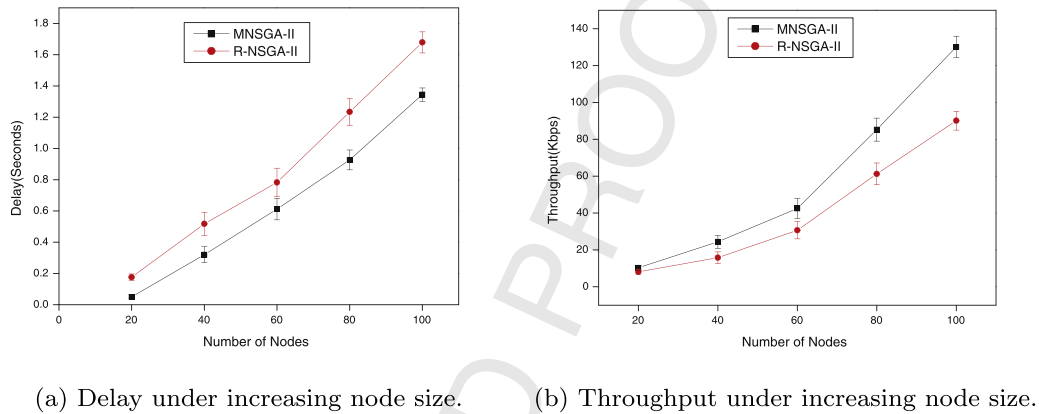 1.8
1.6
1.4
1.2
1.0
0.8
0.6
0.4
0.2
0.0
Delay(Seconds)
MNSGA-II
R-NSGA-II
0 20 40 60 80 100
Number of Nodes
(a) Delay under increasing node size.
140
120
100
80
60
40
20
0
Throughput(Kbps)
MNSGA-II
R-NSGA-II
20 40 60 80 100
Number of Nodes
(b) Throughput under increasing node size.
D PROO